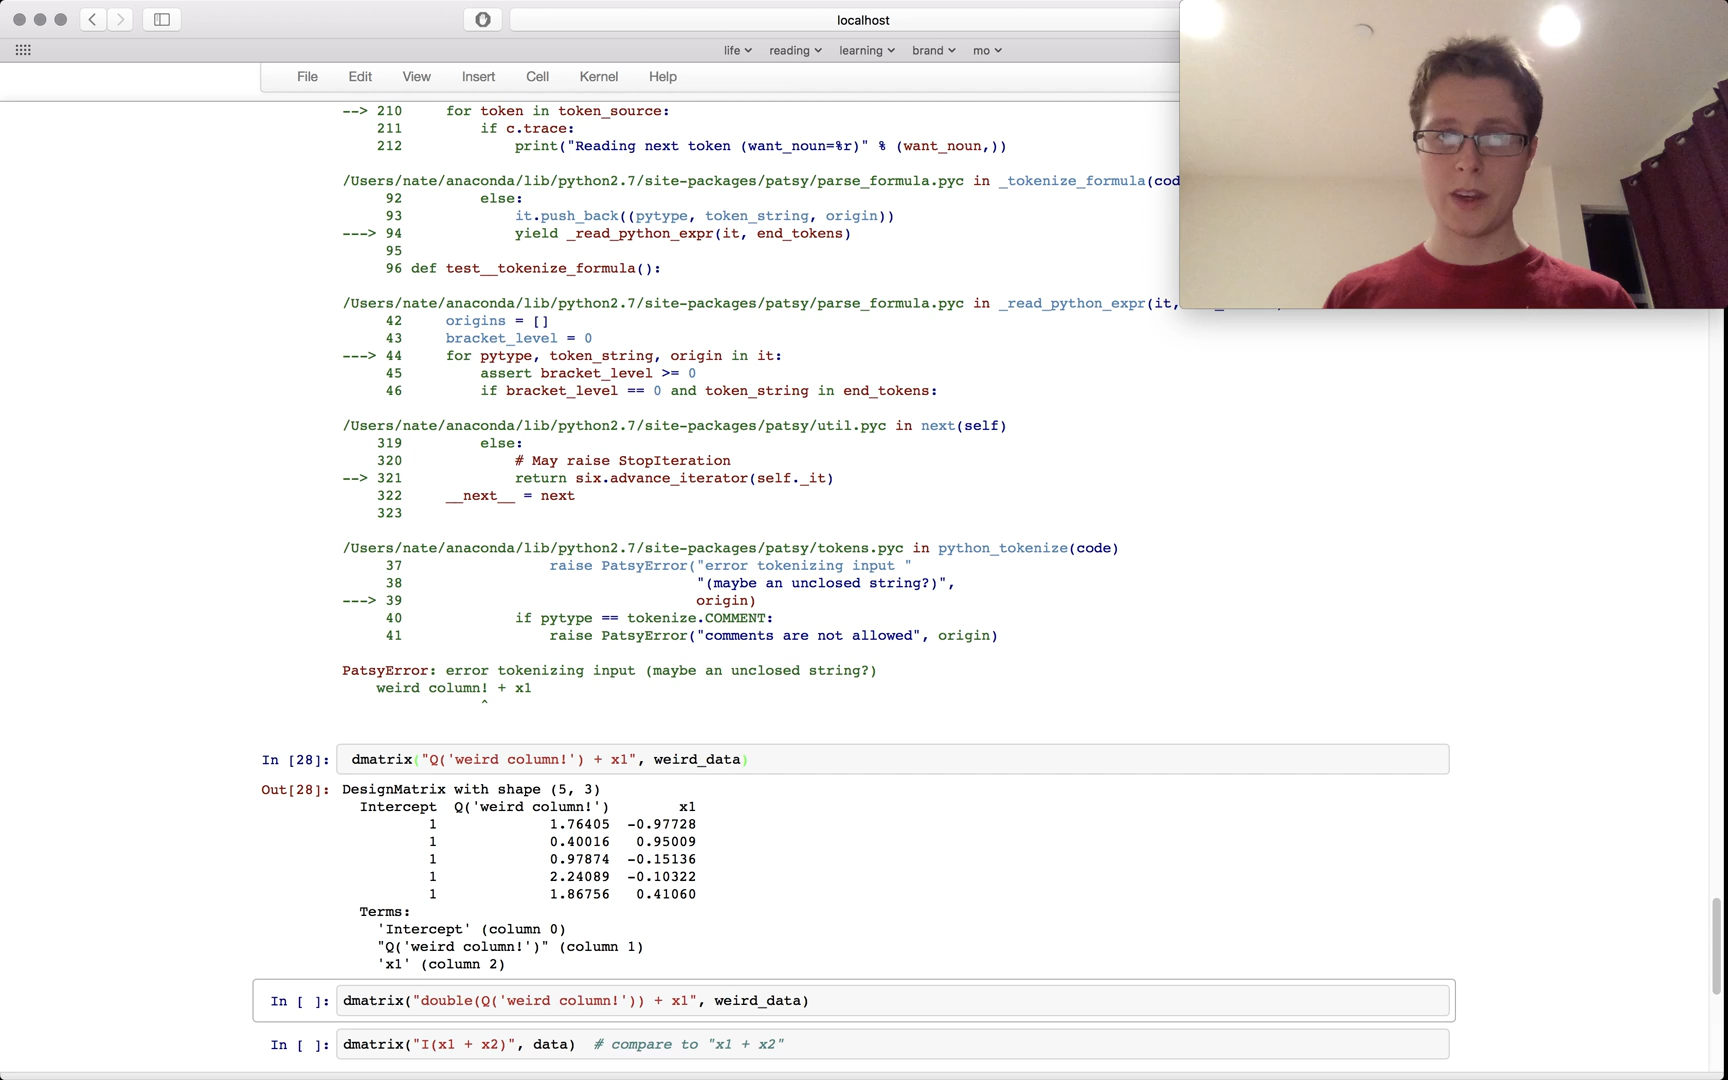 localhost
life reading learning brand mo
File Edit View Insert Cell Kernel Help
--> 210 for token in token_source:
211 if c.trace:
212 print("Reading next token (want_noun=%r)" % (want_noun,))
/Users/nate/anaconda/lib/python2.7/site-packages/patsy/parse_formula.pyc in _tokenize_formula(cod
92 else:
93 it.push_back((pytype, token_string, origin))
---> 94 yield _read_python_expr(it, end_tokens)
95
96 def test__tokenize_formula():
/Users/nate/anaconda/lib/python2.7/site-packages/patsy/parse_formula.pyc in _read_python_expr(it,
42 origins = []
43 bracket_level = 0
---> 44 for pytype, token_string, origin in it:
45 assert bracket_level >= 0
46 if bracket_level == 0 and token_string in end_tokens:
/Users/nate/anaconda/lib/python2.7/site-packages/patsy/util.pyc in next(self)
319 else:
320 # May raise StopIteration
--> 321 return six.advance_iterator(self._it)
322 __next__ = next
323
/Users/nate/anaconda/lib/python2.7/site-packages/patsy/tokens.pyc in python_tokenize(code)
37 raise PatsyError("error tokenizing input "
38 "(maybe an unclosed string?)",
---> 39 origin)
40 if pytype == tokenize.COMMENT:
41 raise PatsyError("comments are not allowed", origin)
PatsyError: error tokenizing input (maybe an unclosed string?)
weird column! + x1
^
In [28]: dmatrix("Q('weird column!') + x1", weird_data)
Out[28]: DesignMatrix with shape (5, 3)
Intercept Q('weird column!') x1
1 1.76405 -0.97728
1 0.40016 0.95009
1 0.97874 -0.15136
1 2.24089 -0.10322
1 1.86756 0.41060
Terms:
'Intercept' (column 0)
"Q('weird column!')" (column 1)
'x1' (column 2)
In [ ]: dmatrix("double(Q('weird column!')) + x1", weird_data)
In [ ]: dmatrix("I(x1 + x2)", data) # compare to "x1 + x2"